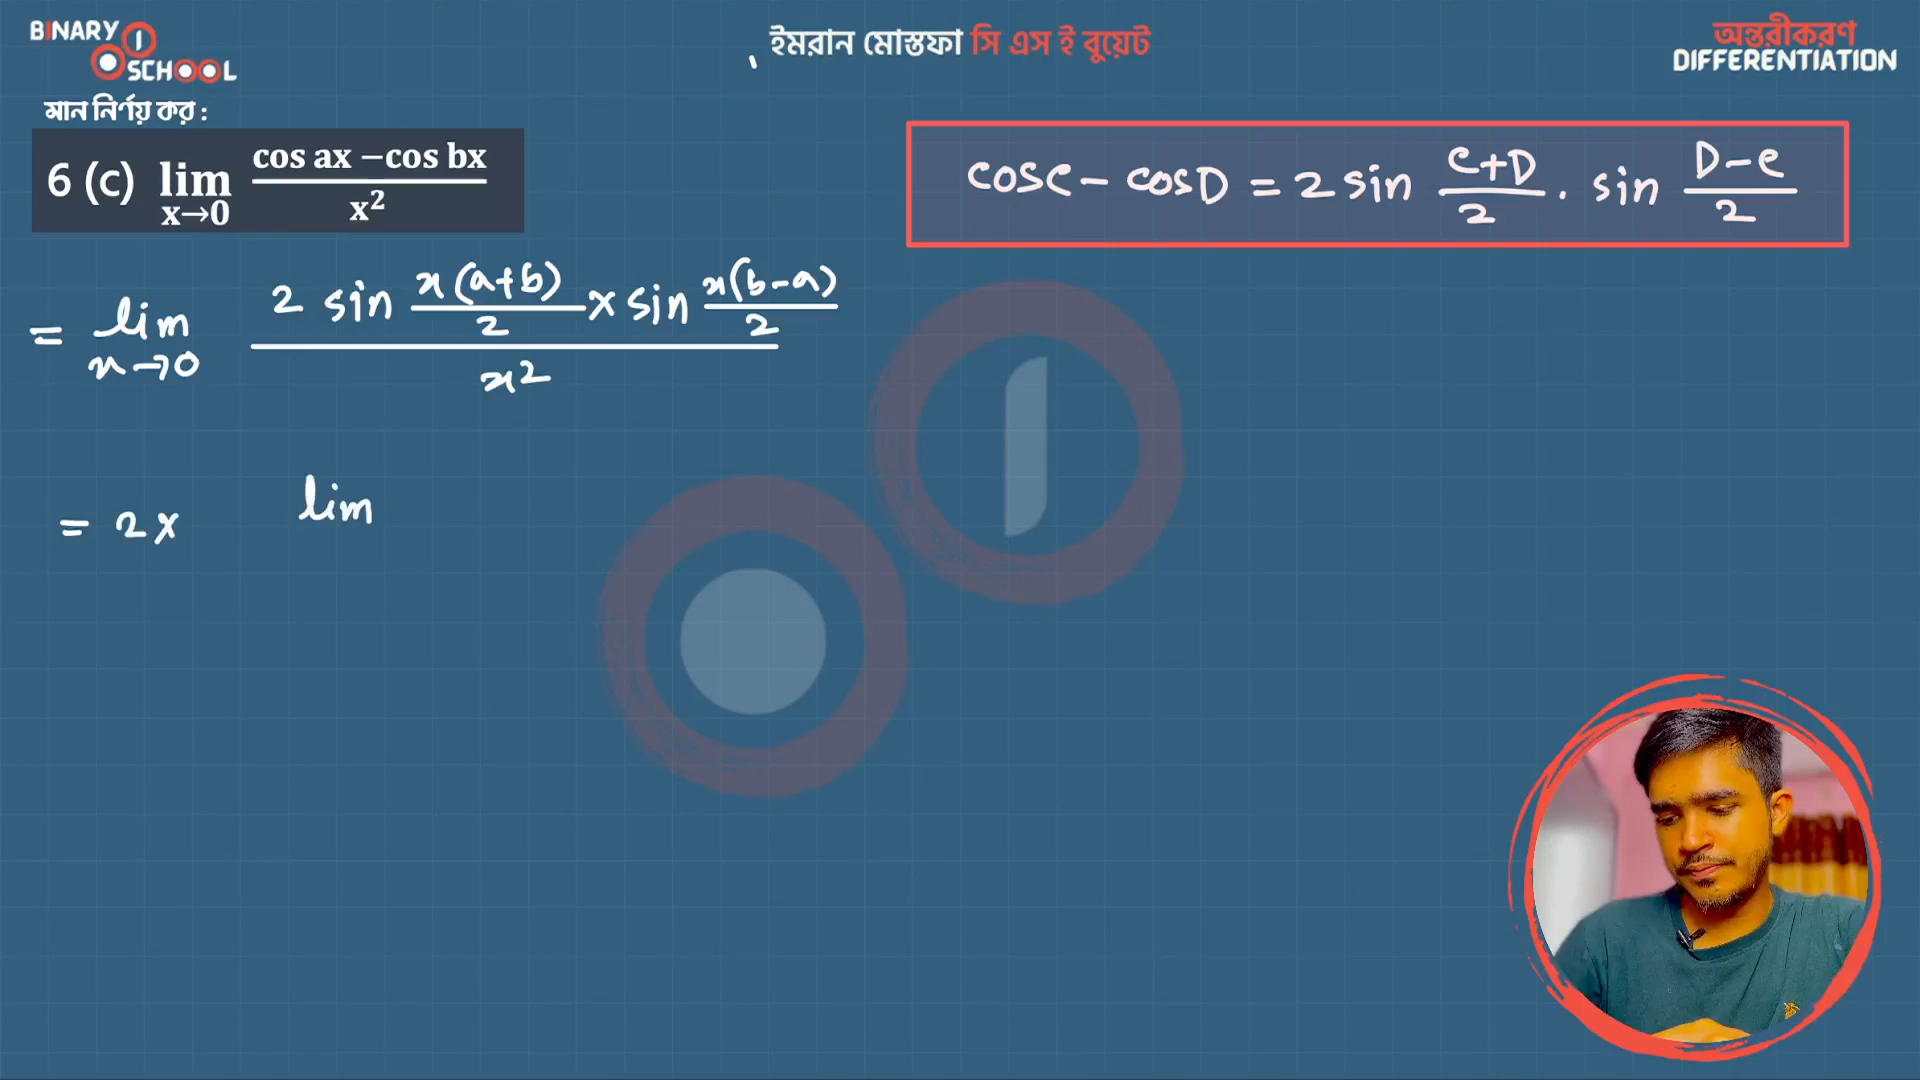 BINARY SCHOOL
ইমরান মোস্তফা সি এস ই বুয়েট
অন্তরীকরণ
DIFFERENTIATION
মান নির্ণয় কর :
6 (c) lim x→0 (cos ax − cos bx) / x²
cosC − cosD = 2 sin (C+D)/2 . sin (D−C)/2
= lim x→0 (2 sin x(a+b)/2 × sin x(b−a)/2) / x²
= 2 × lim